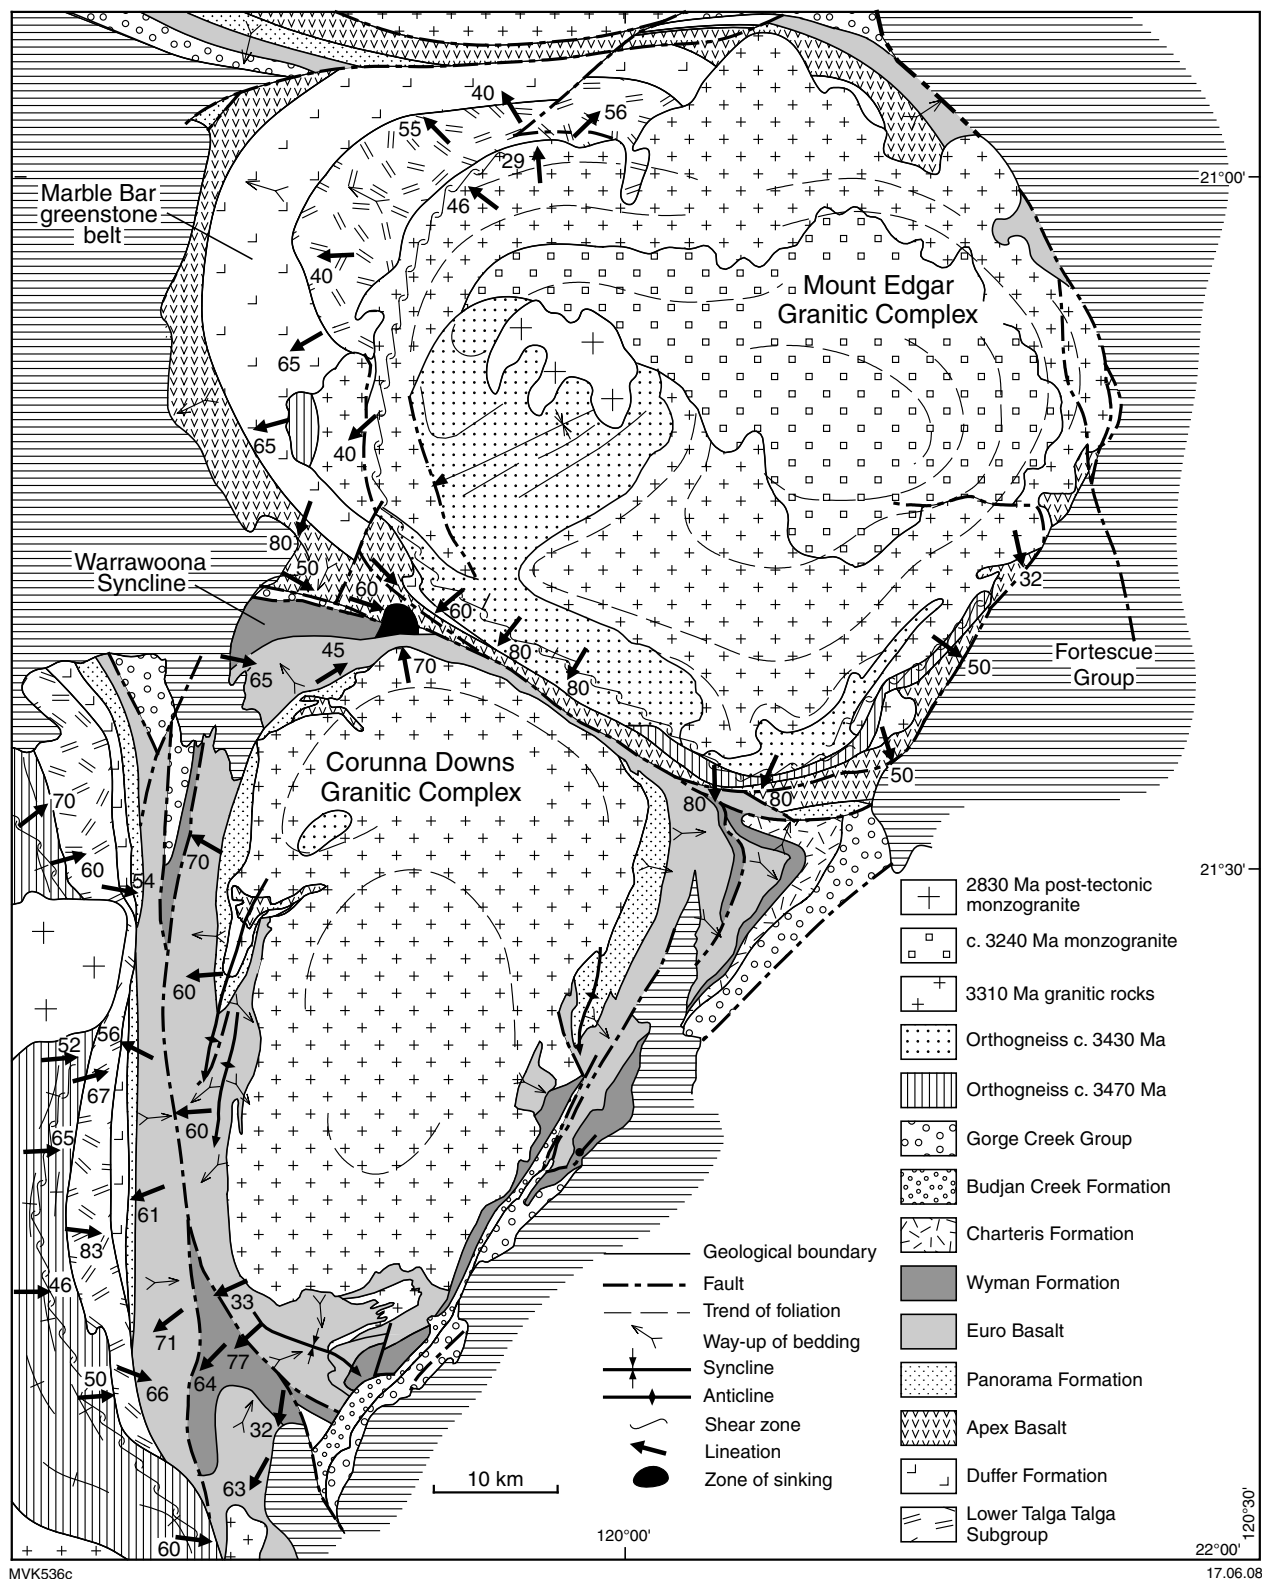 40
56
55
29
46
21°00'
Marble Bar
greenstone
belt
40
Mount Edgar
Granitic Complex
65
65
40
80
50
Warrawoona
Syncline
60
60
32
45
80
70
65
80
50
Fortescue
Group
Corunna Downs
Granitic Complex
50
70
80
80
70
60
54
21°30'
2830 Ma post-tectonic
monzogranite
c. 3240 Ma monzogranite
60
3310 Ma granitic rocks
56
52
Orthogneiss c. 3430 Ma
67
Orthogneiss c. 3470 Ma
60
65
Gorge Creek Group
Budjan Creek Formation
61
Charteris Formation
83
Geological boundary
46
Fault
Wyman Formation
33
Trend of foliation
71
Way-up of bedding
Euro Basalt
77
Syncline
50
64
Panorama Formation
66
Anticline
32
Shear zone
Apex Basalt
Lineation
63
10 km
Zone of sinking
Duffer Formation
Lower Talga Talga
Subgroup
60
120°00'
120°30'
22°00'
MVK536c
17.06.08